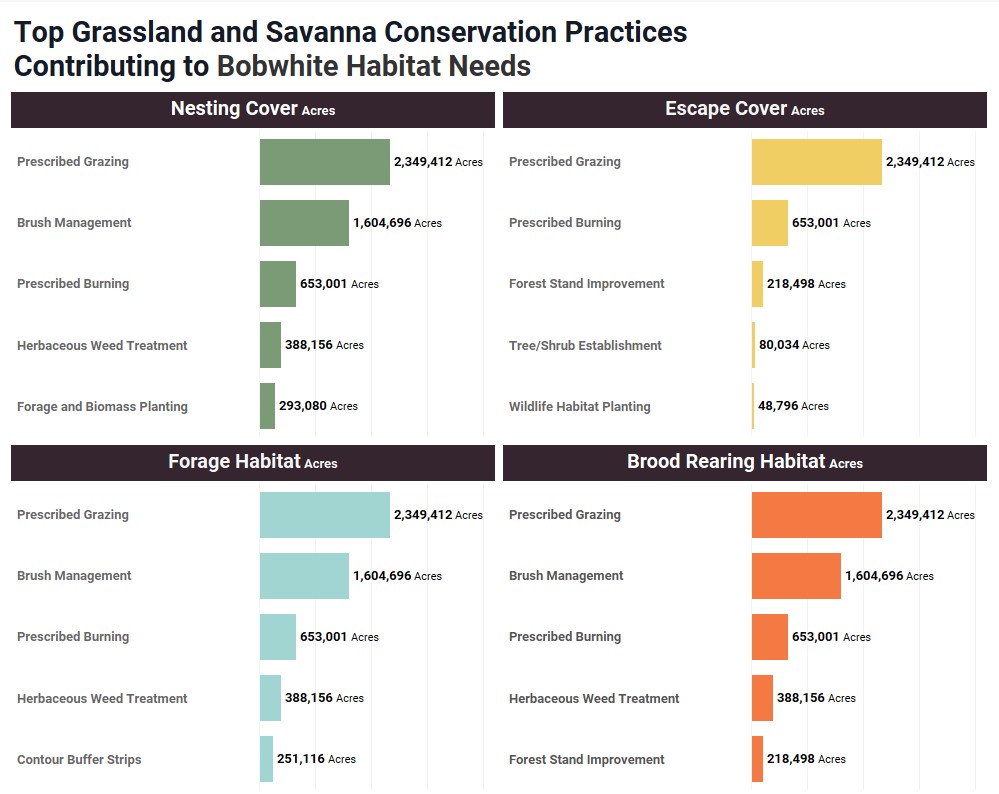 Top Grassland and Savanna Conservation Practices
Contributing to Bobwhite Habitat Needs
Nesting Cover Acres
Prescribed Grazing 2,349,412 Acres
Brush Management 1,604,696 Acres
Prescribed Burning 653,001 Acres
Herbaceous Weed Treatment 388,156 Acres
Forage and Biomass Planting 293,080 Acres
Escape Cover Acres
Prescribed Grazing 2,349,412 Acres
Prescribed Burning 653,001 Acres
Forest Stand Improvement 218,498 Acres
Tree/Shrub Establishment 80,034 Acres
Wildlife Habitat Planting 48,796 Acres
Forage Habitat Acres
Prescribed Grazing 2,349,412 Acres
Brush Management 1,604,696 Acres
Prescribed Burning 653,001 Acres
Herbaceous Weed Treatment 388,156 Acres
Contour Buffer Strips 251,116 Acres
Brood Rearing Habitat Acres
Prescribed Grazing 2,349,412 Acres
Brush Management 1,604,696 Acres
Prescribed Burning 653,001 Acres
Herbaceous Weed Treatment 388,156 Acres
Forest Stand Improvement 218,498 Acres